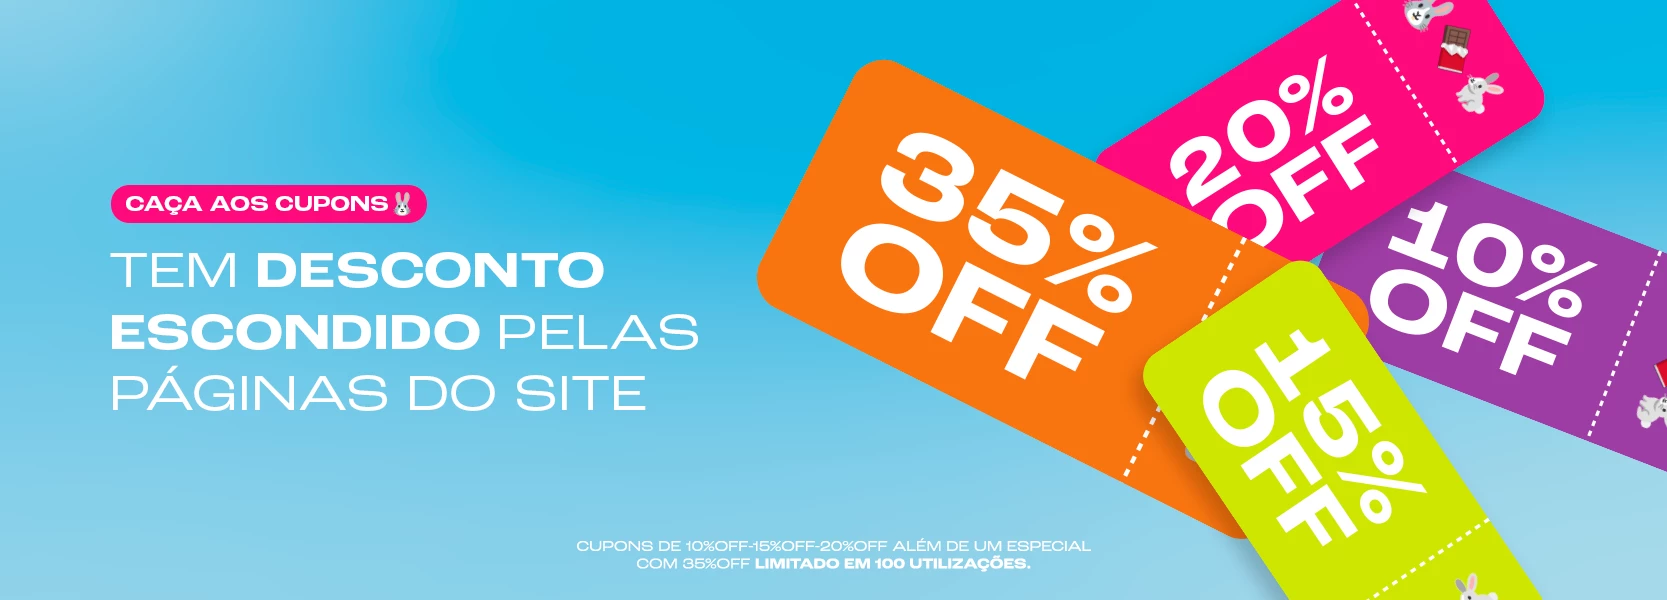 CAÇA AOS CUPONS
TEM DESCONTO
ESCONDIDO PELAS
PÁGINAS DO SITE
35%
OFF
20%
OFF
10%
OFF
15%
OFF
CUPONS DE 10%OFF-15%OFF-20%OFF ALÉM DE UM ESPECIAL
COM 35%OFF LIMITADO EM 100 UTILIZAÇÕES.